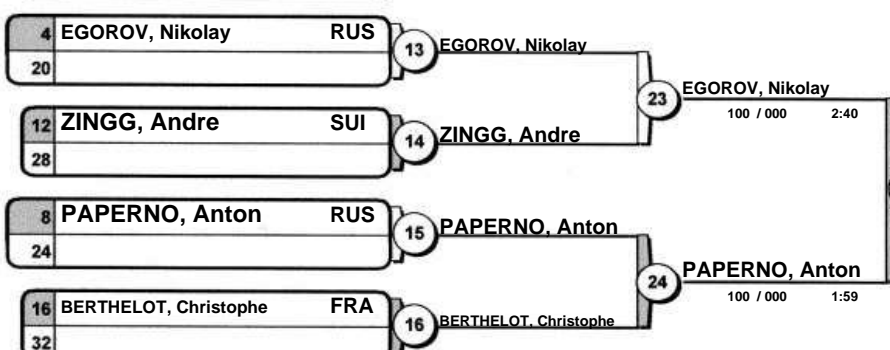 4 EGOROV, Nikolay RUS
20
13 EGOROV, Nikolay
12 ZINGG, Andre SUI
28
14 ZINGG, Andre
23 EGOROV, Nikolay
100 / 000 2:40
8 PAPERNO, Anton RUS
24
15 PAPERNO, Anton
16 BERTHELOT, Christophe FRA
32
16 BERTHELOT, Christophe
24 PAPERNO, Anton
100 / 000 1:59